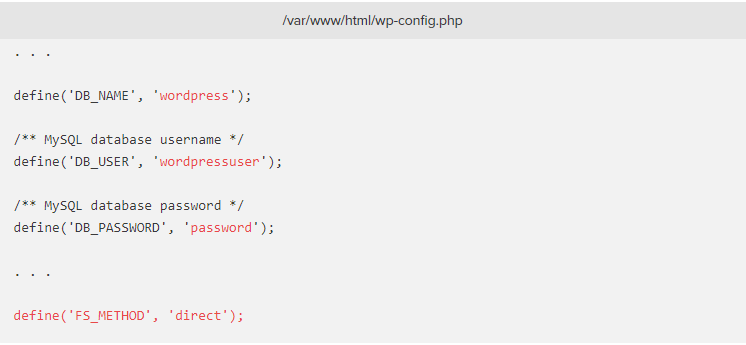 /var/www/html/wp-config.php
. . .
define('DB_NAME', 'wordpress');
/** MySQL database username */
define('DB_USER', 'wordpressuser');
/** MySQL database password */
define('DB_PASSWORD', 'password');
. . .
define('FS_METHOD', 'direct');